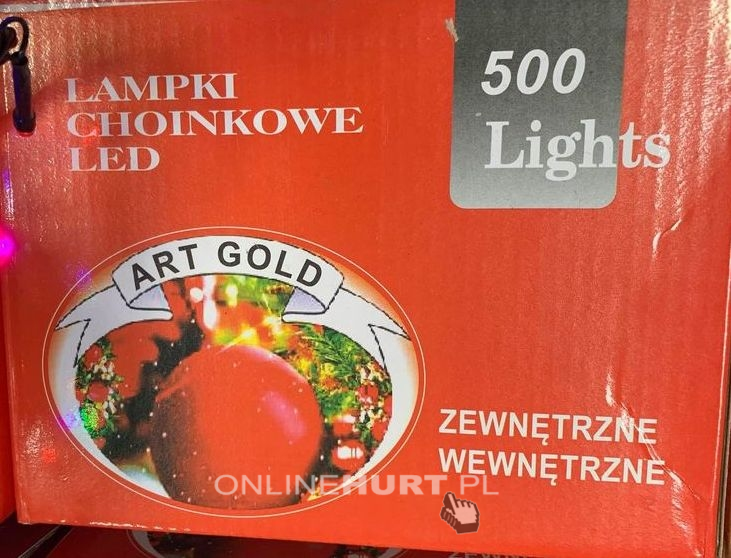 LAMPKI
CHOINKOWE
LED
500
Lights
ART GOLD
ZEWNĘTRZNE
WEWNĘTRZNE
ONLINEHURT.PL